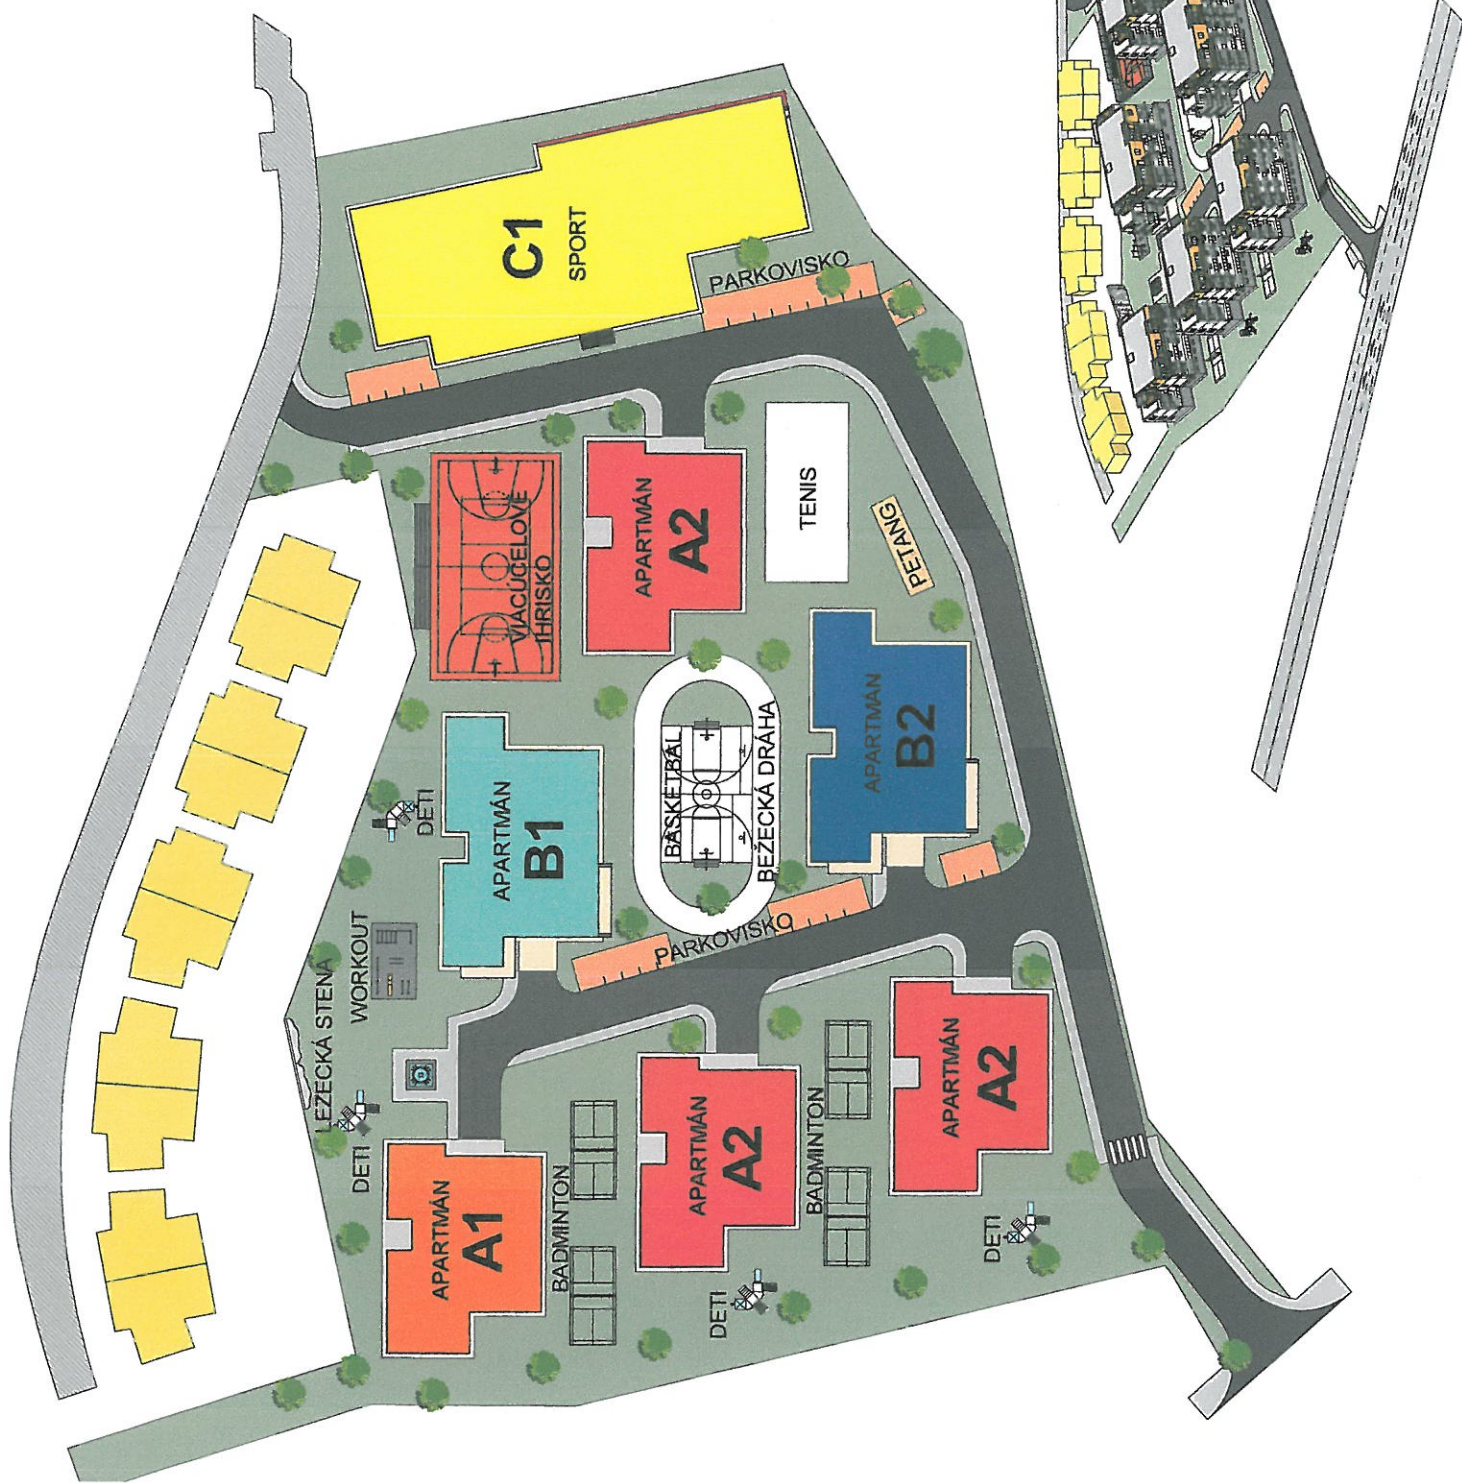 LEZECKÁ STENA
DETI
WORKOUT
DETI
APARTMÁN
A1
APARTMÁN
B1
VIACÚČELOVÉ
IHRISKO
C1
SPORT
BADMINTON
APARTMÁN
A2
BASKETBAL
PARKOVISKO
DETI
APARTMÁN
A2
BEŽECKÁ DRÁHA
PARKOVISKO
TENIS
BADMINTON
APARTMÁN
B2
PETANG
APARTMÁN
A2
DETI